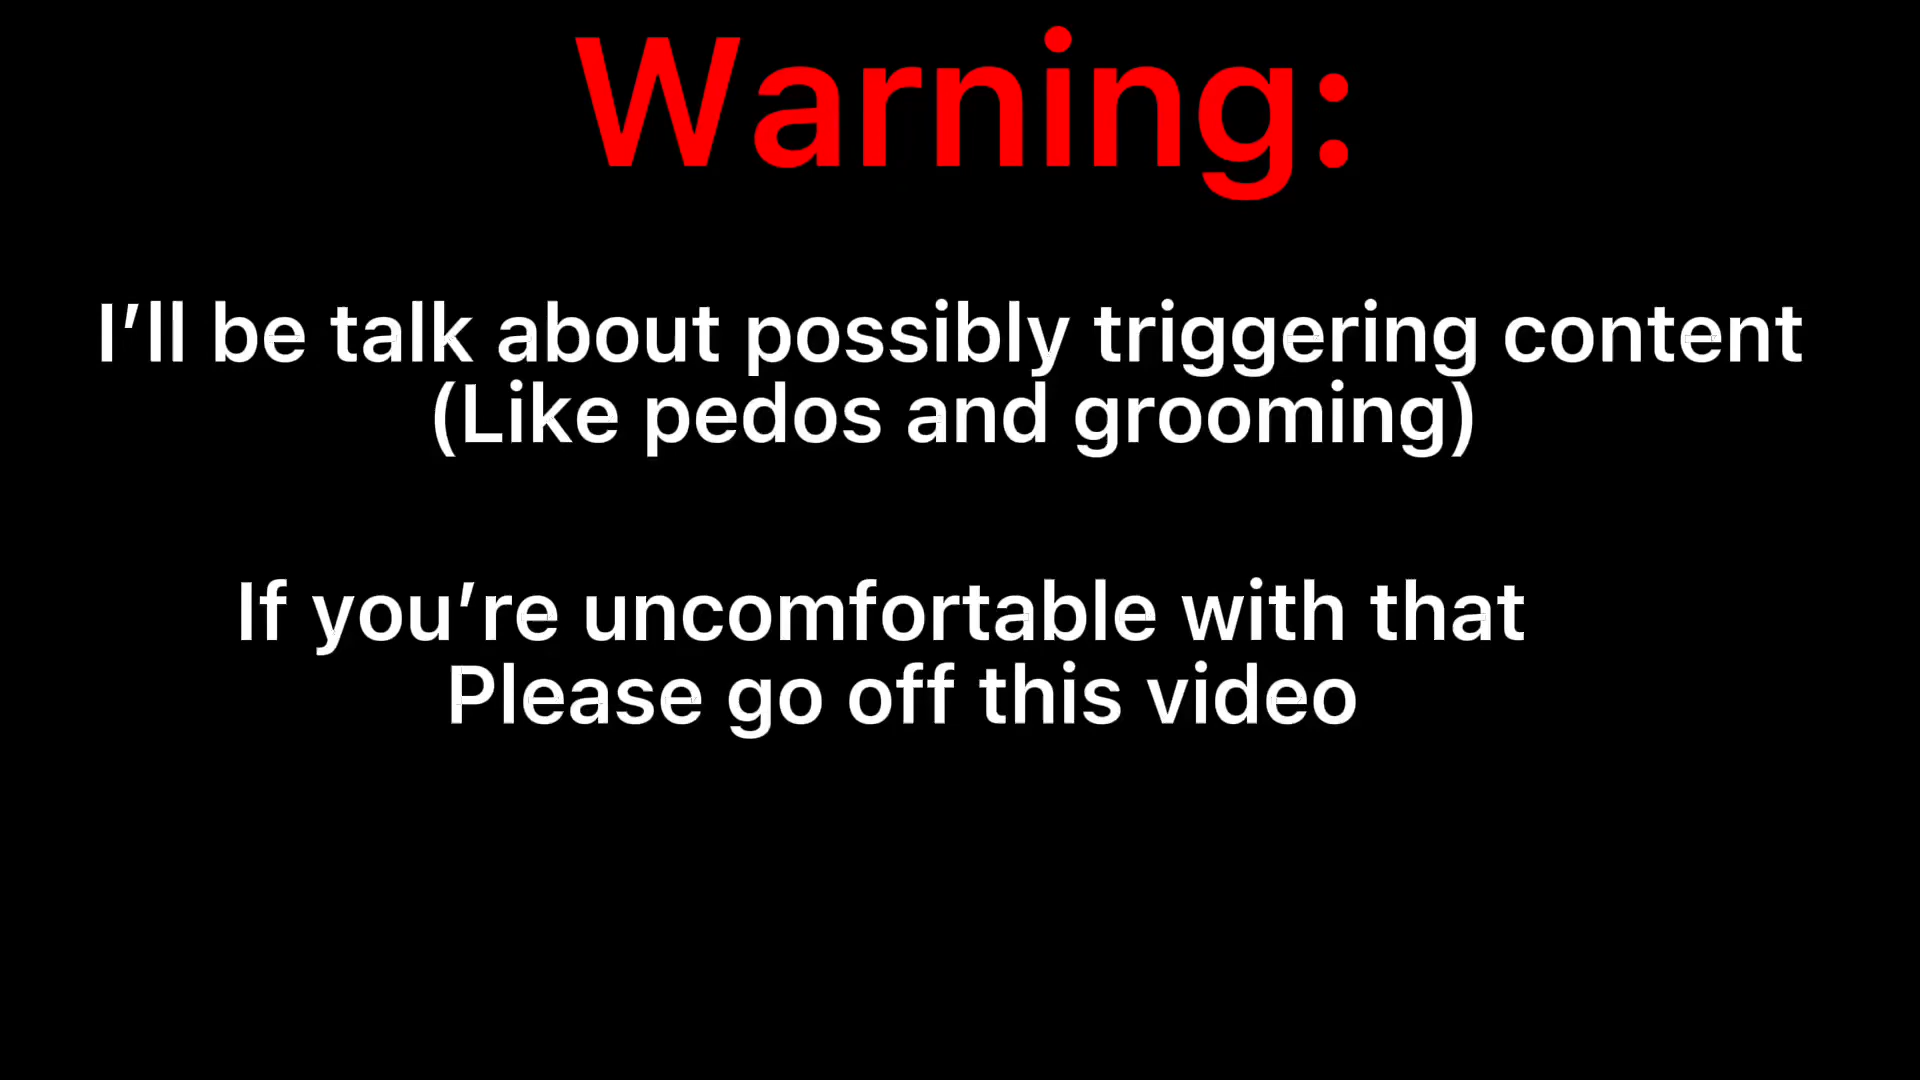 Warning:
I’ll be talk about possibly triggering content
(Like pedos and grooming)
If you’re uncomfortable with that
Please go off this video